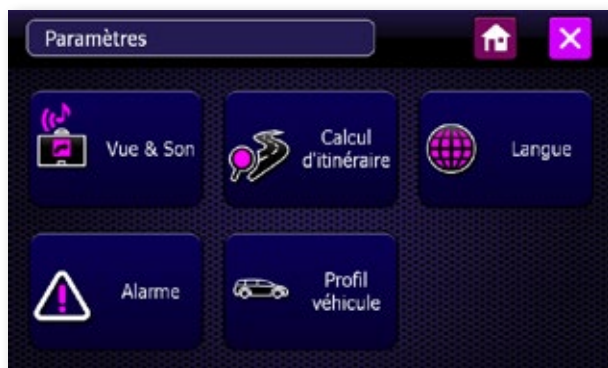 Paramètres
Vue & Son
Calcul
d'itinéraire
Langue
Alarme
Profil
véhicule